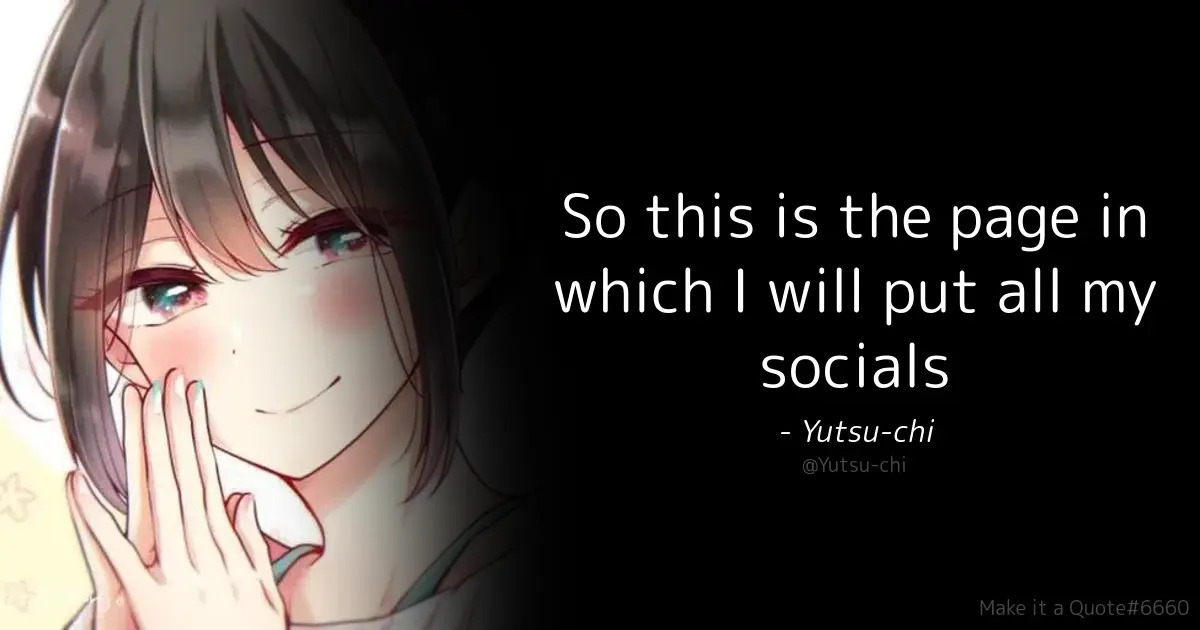 So this is the page in
which I will put all my
socials
- Yutsu-chi
@Yutsu-chi
Make it a Quote#6660